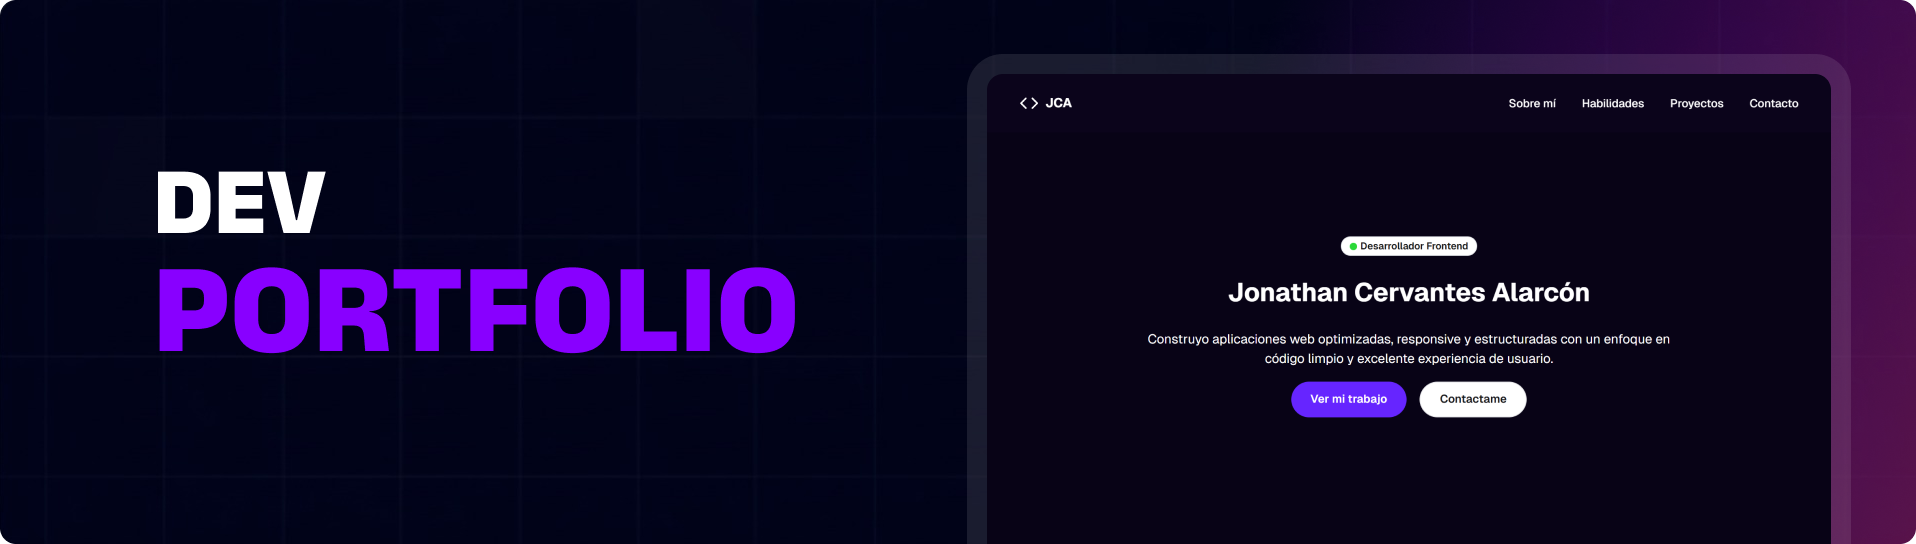 DEV
PORTFOLIO
JCA
Sobre mí
Habilidades
Proyectos
Contacto
Desarrollador Frontend
Jonathan Cervantes Alarcón
Construyo aplicaciones web optimizadas, responsive y estructuradas con un enfoque en
código limpio y excelente experiencia de usuario.
Ver mi trabajo
Contactame